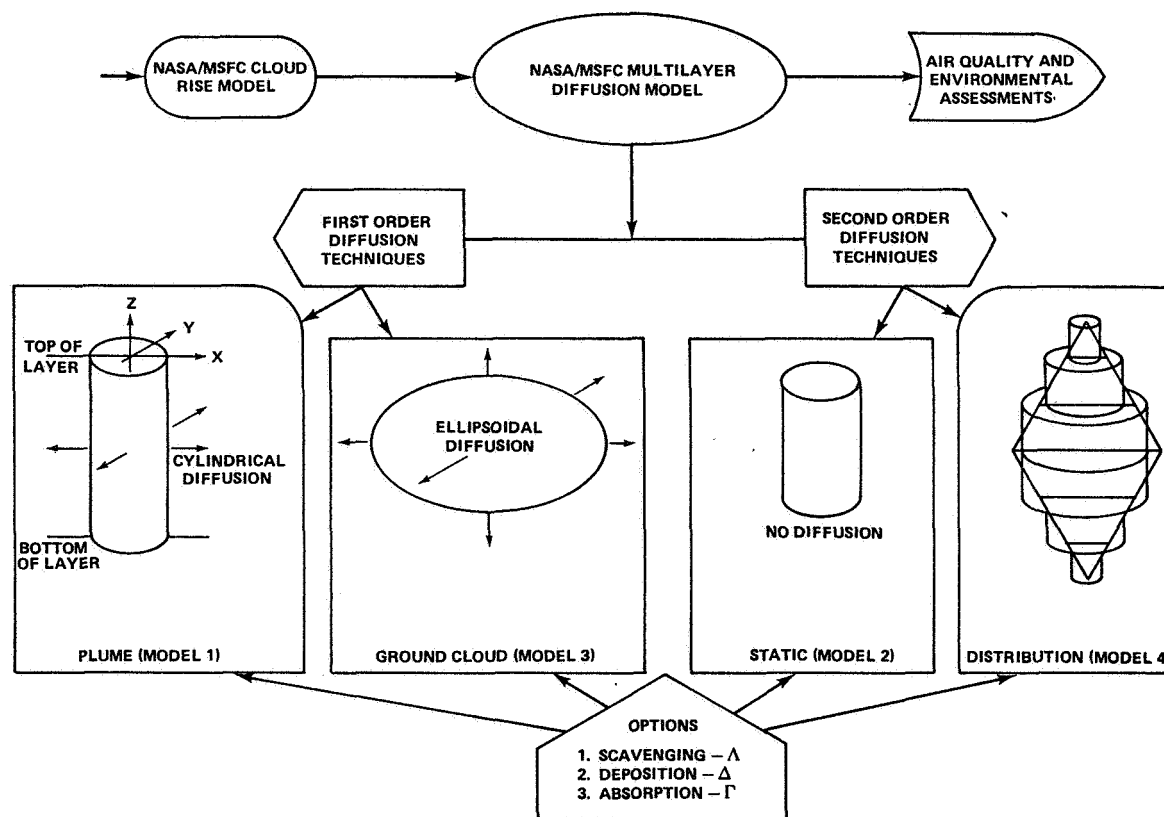 NASA/MSFC CLOUD
RISE MODEL
NASA/MSFC MULTILAYER
DIFFUSION MODEL
AIR QUALITY AND
ENVIRONMENTAL
ASSESSMENTS
FIRST ORDER
DIFFUSION
TECHNIQUES
SECOND ORDER
DIFFUSION
TECHNIQUES
Z
Y
X
TOP OF
LAYER
CYLINDRICAL
DIFFUSION
BOTTOM
OF LAYER
PLUME (MODEL 1)
ELLIPSOIDAL
DIFFUSION
GROUND CLOUD (MODEL 3)
NO DIFFUSION
STATIC (MODEL 2)
DISTRIBUTION (MODEL 4
OPTIONS
1. SCAVENGING – Λ
2. DEPOSITION – Δ
3. ABSORPTION – Γ